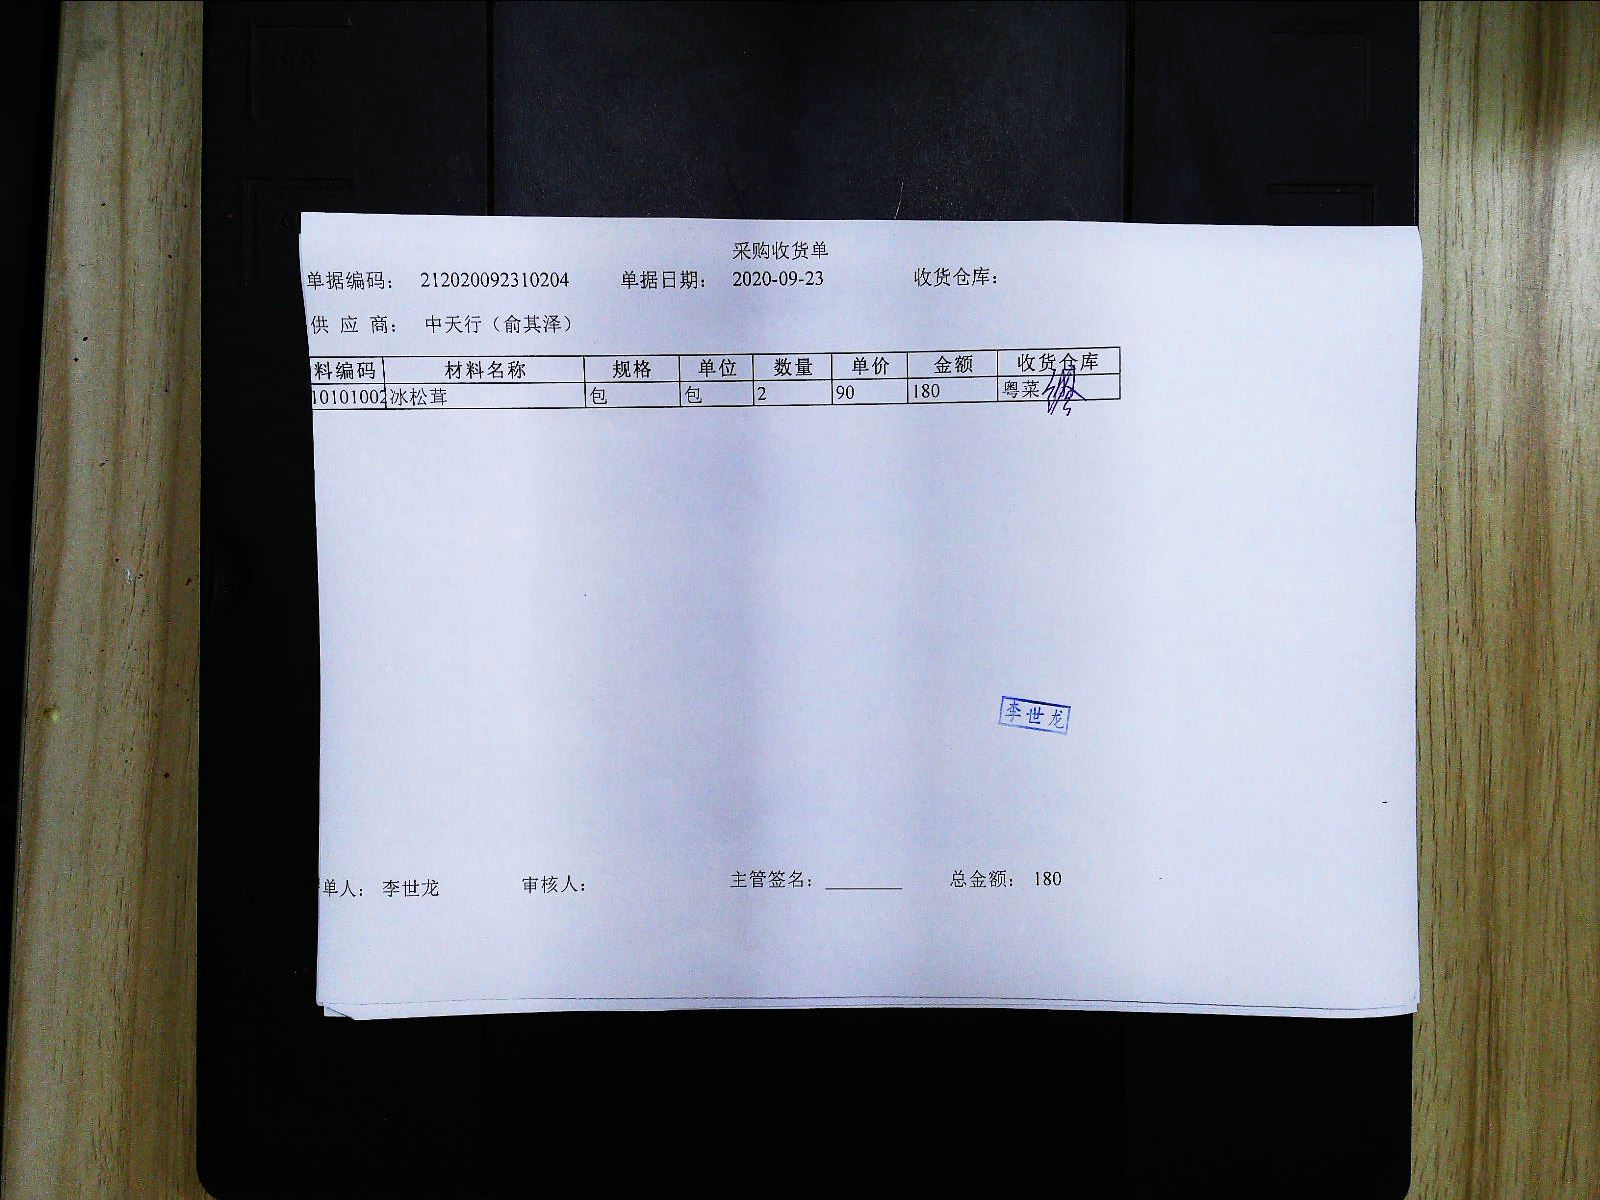 采购收货单
单据编码： 212020092310204 单据日期： 2020-09-23 收货仓库：
供 应 商： 中天行（俞其泽）
料编码 材料名称 规格 单位 数量 单价 金额 收货仓库
10101002 冰松茸 包 包 2 90 180 粤菜
李世龙
单人： 李世龙 审核人： 主管签名： 总金额： 180